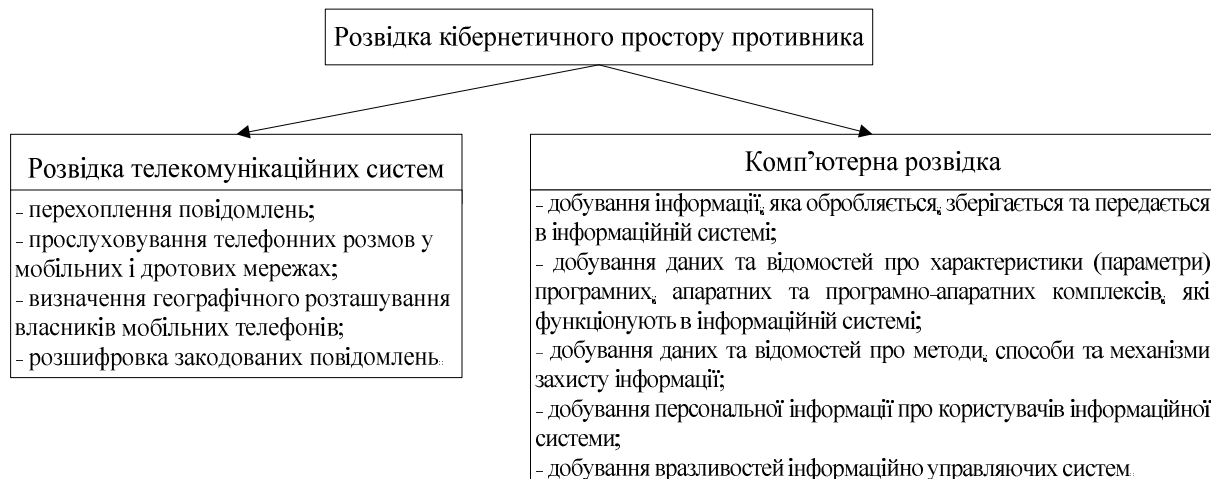 Розвідка кібернетичного простору противника
Розвідка телекомунікаційних систем
- перехоплення повідомлень;
- прослуховування телефонних розмов у
мобільних і дротових мережах;
- визначення географічного розташування
власників мобільних телефонів;
- розшифровка закодованих повідомлень.
Комп’ютерна розвідка
- добування інформації, яка обробляється, зберігається та передається
в інформаційній системі;
- добування даних та відомостей про характеристики (параметри)
програмних, апаратних та програмно-апаратних комплексів, які
функціонують в інформаційній системі;
- добування даних та відомостей про методи, способи та механізми
захисту інформації;
- добування персональної інформації про користувачів інформаційної
системи;
- добування вразливостей інформаційно управляючих систем.